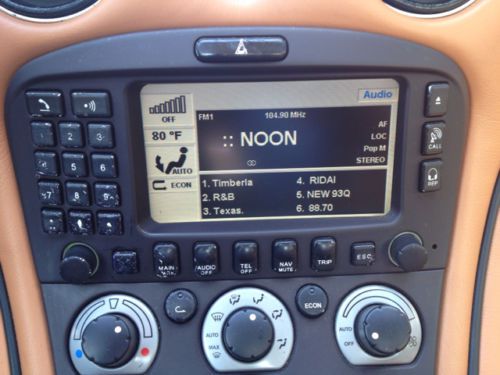 Audio
OFF
FM1 104.90 MHz
AF
80 °F
:: NOON
LOC
Pop M
AUTO
STEREO
ECON
1. Timberla
4. RIDAI
2. R&B
5. NEW 93Q
3. Texas.
6. 88.70
CALL
REP
MAIN
AUDIO OFF
TEL OFF
NAV MUTE
TRIP
ESC
ECON
AUTO
MAX
AUTO
OFF